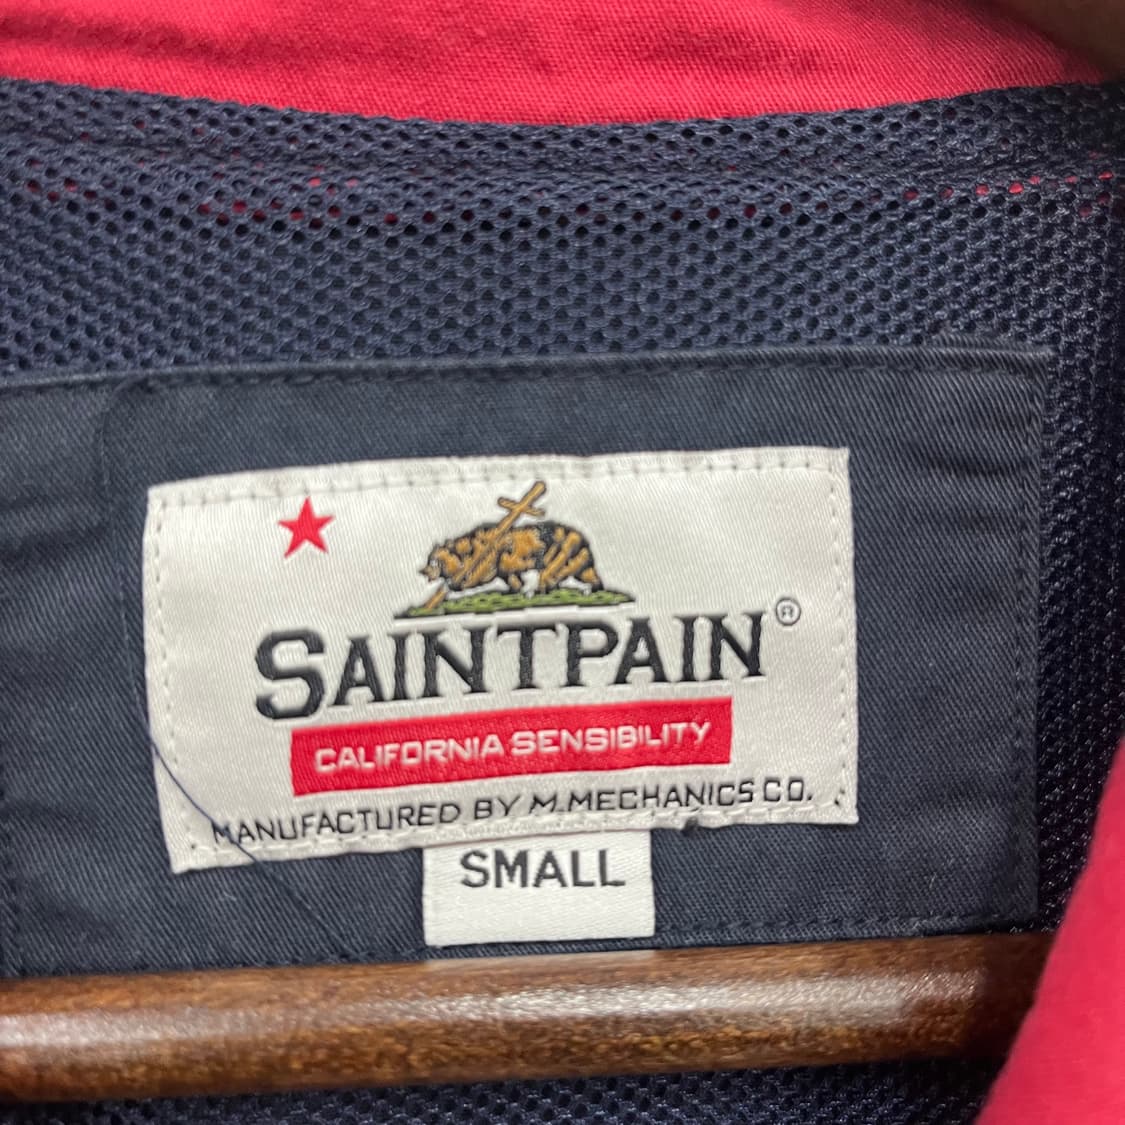 SAINTPAIN®
CALIFORNIA SENSIBILITY
MANUFACTURED BY M.MECHANICS CO.
SMALL